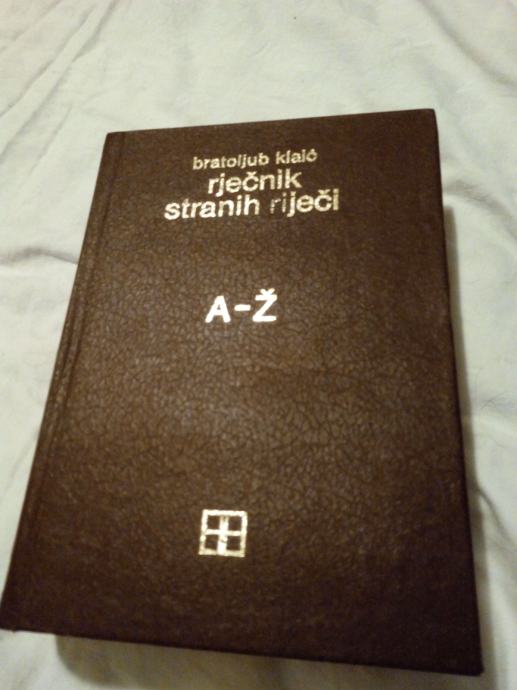 bratoljub klaić
rječnik
stranih riječi
A-Ž